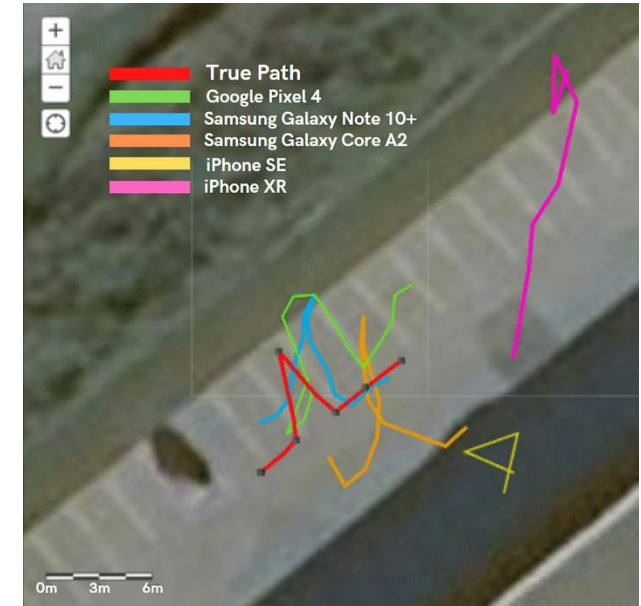 +
−
True Path
Google Pixel 4
Samsung Galaxy Note 10+
Samsung Galaxy Core A2
iPhone SE
iPhone XR
0m 3m 6m